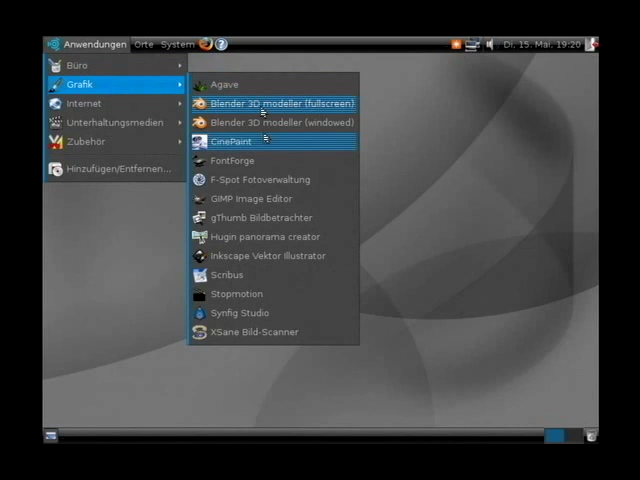 Anwendungen Orte System Di. 15. Mai. 19:20
Büro
Grafik
Internet
Unterhaltungsmedien
Zubehör
Hinzufügen/Entfernen...
Agave
Blender 3D modeller (fullscreen)
Blender 3D modeller (windowed)
CinePaint
FontForge
F-Spot Fotoverwaltung
GIMP Image Editor
gThumb Bildbetrachter
Hugin panorama creator
Inkscape Vektor Illustrator
Scribus
Stopmotion
Synfig Studio
XSane Bild-Scanner